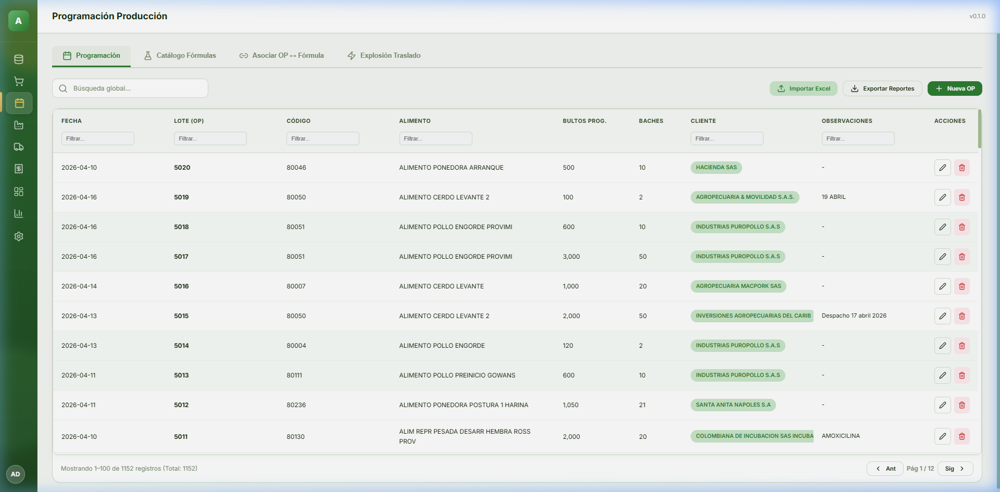 A
Programación Producción
v0.1.0
Programación
Catálogo Fórmulas
Asociar OP ↔ Fórmula
Explosión Traslado
Búsqueda global...
Importar Excel
Exportar Reportes
Nueva OP
FECHA LOTE (OP) CÓDIGO ALIMENTO BULTOS PROG. BACHES CLIENTE OBSERVACIONES ACCIONES
Filtrar... Filtrar... Filtrar... Filtrar... Filtrar... Filtrar...
2026-04-10 5020 80046 ALIMENTO PONEDORA ARRANQUE 500 10 HACIENDA SAS -
2026-04-16 5019 80050 ALIMENTO CERDO LEVANTE 2 100 2 AGROPECUARIA & MOVILIDAD S.A.S. 19 ABRIL
2026-04-16 5018 80051 ALIMENTO POLLO ENGORDE PROVIMI 600 10 INDUSTRIAS PUROPOLLO S.A.S -
2026-04-16 5017 80051 ALIMENTO POLLO ENGORDE PROVIMI 3,000 50 INDUSTRIAS PUROPOLLO S.A.S -
2026-04-14 5016 80007 ALIMENTO CERDO LEVANTE 1,000 20 AGROPECUARIA MACPORK SAS -
2026-04-13 5015 80050 ALIMENTO CERDO LEVANTE 2 2,000 50 INVERSIONES AGROPECUARIAS DEL CARIB Despacho 17 abril 2026
2026-04-13 5014 80004 ALIMENTO POLLO ENGORDE 120 2 INDUSTRIAS PUROPOLLO S.A.S -
2026-04-11 5013 80111 ALIMENTO POLLO PREINICIO GOWANS 600 10 INDUSTRIAS PUROPOLLO S.A.S -
2026-04-11 5012 80236 ALIMENTO PONEDORA POSTURA 1 HARINA 1,050 21 SANTA ANITA NAPOLES S.A -
2026-04-10 5011 80130 ALIM REPR PESADA DESARR HEMBRA ROSS
PROV 2,000 20 COLOMBIANA DE INCUBACION SAS INCUBA AMOXICILINA
Mostrando 1–100 de 1152 registros (Total: 1152)
Ant
Pág 1 / 12
Sig
AD